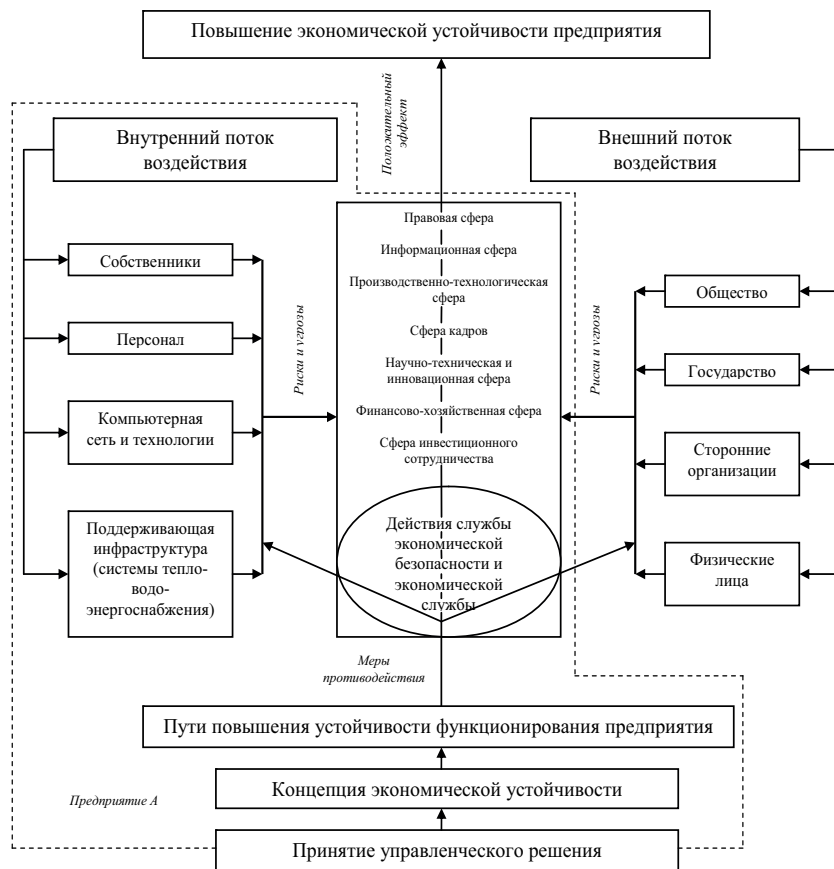 Повышение экономической устойчивости предприятия
Положительный
эффект
Внутренний поток
воздействия
Внешний поток
воздействия
Собственники
Персонал
Компьютерная
сеть и технологии
Поддерживающая
инфраструктура
(системы тепло-
водо-
энергоснабжения)
Риски и угрозы
Правовая сфера
Информационная сфера
Производственно-технологическая
сфера
Сфера кадров
Научно-техническая и
инновационная сфера
Финансово-хозяйственная сфера
Сфера инвестиционного
сотрудничества
Действия службы
экономической
безопасности и
экономической
службы
Риски и угрозы
Общество
Государство
Сторонние
организации
Физические
лица
Меры
противодействия
Пути повышения устойчивости функционирования предприятия
Концепция экономической устойчивости
Предприятие А
Принятие управленческого решения